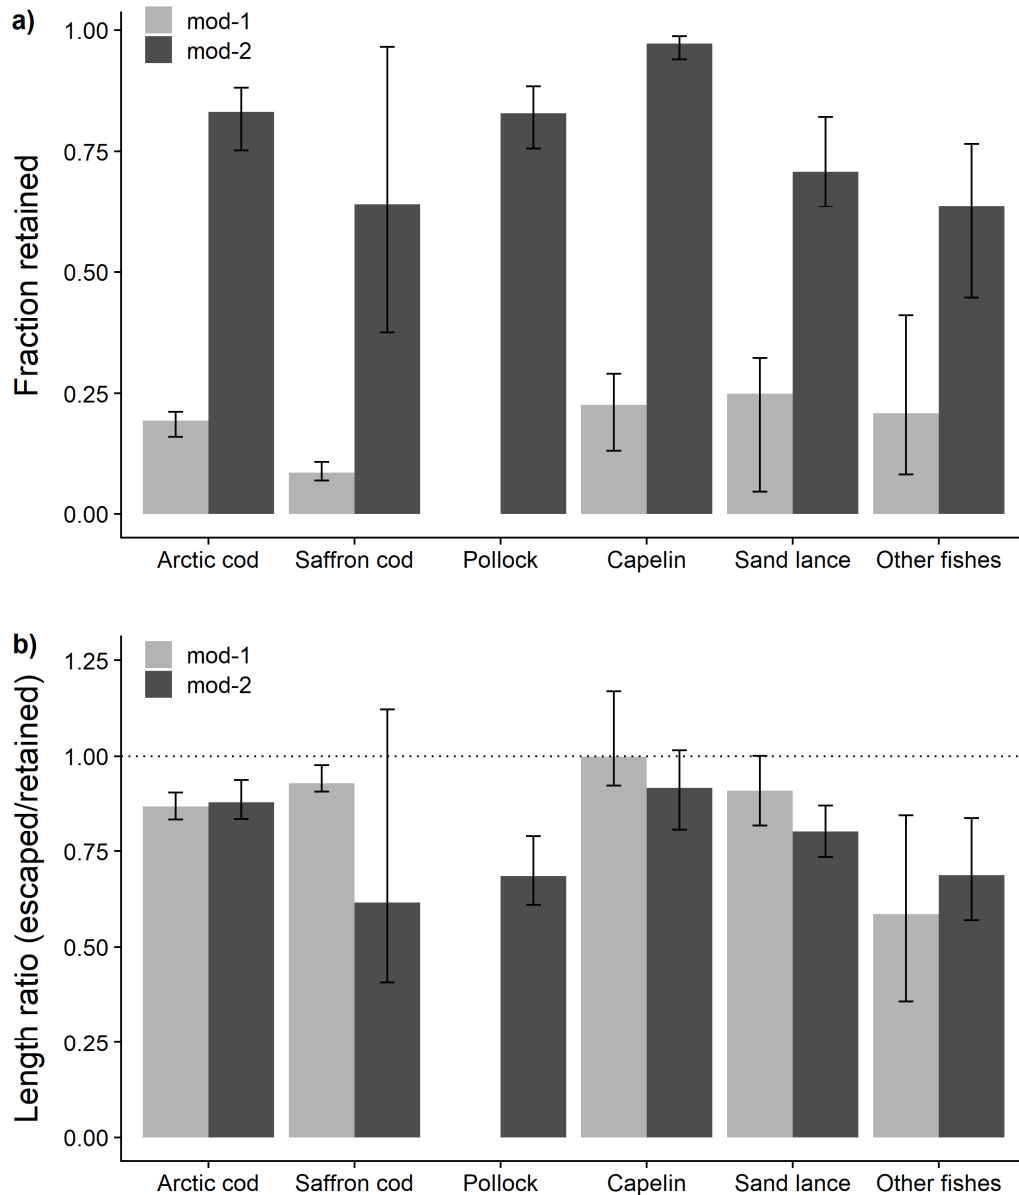 a)
mod-1
mod-2
Fraction retained
1.00
0.75
0.50
0.25
0.00
Arctic cod Saffron cod Pollock Capelin Sand lance Other fishes
b)
mod-1
mod-2
Length ratio (escaped/retained)
1.25
1.00
0.75
0.50
0.25
0.00
Arctic cod Saffron cod Pollock Capelin Sand lance Other fishes